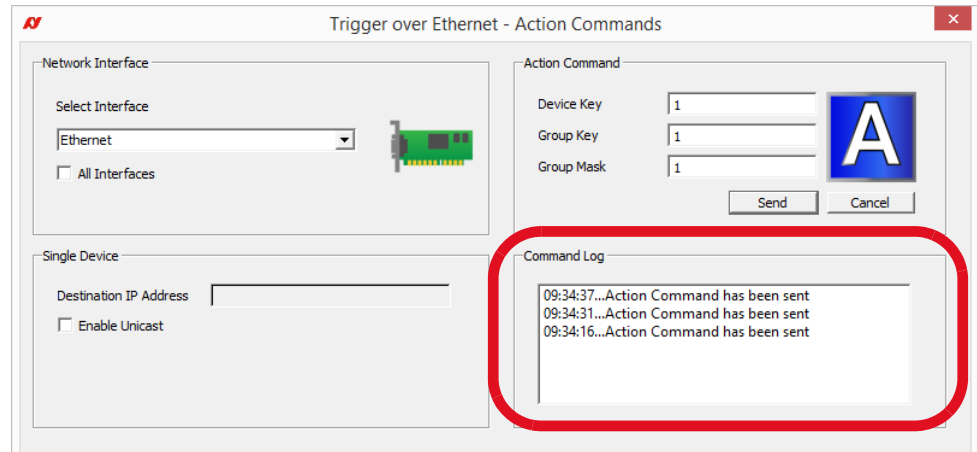 Trigger over Ethernet - Action Commands
Network Interface
Select Interface
Ethernet
All Interfaces
Action Command
Device Key 1
Group Key 1
Group Mask 1
A
Send Cancel
Single Device
Destination IP Address
Enable Unicast
Command Log
09:34:37...Action Command has been sent
09:34:31...Action Command has been sent
09:34:16...Action Command has been sent